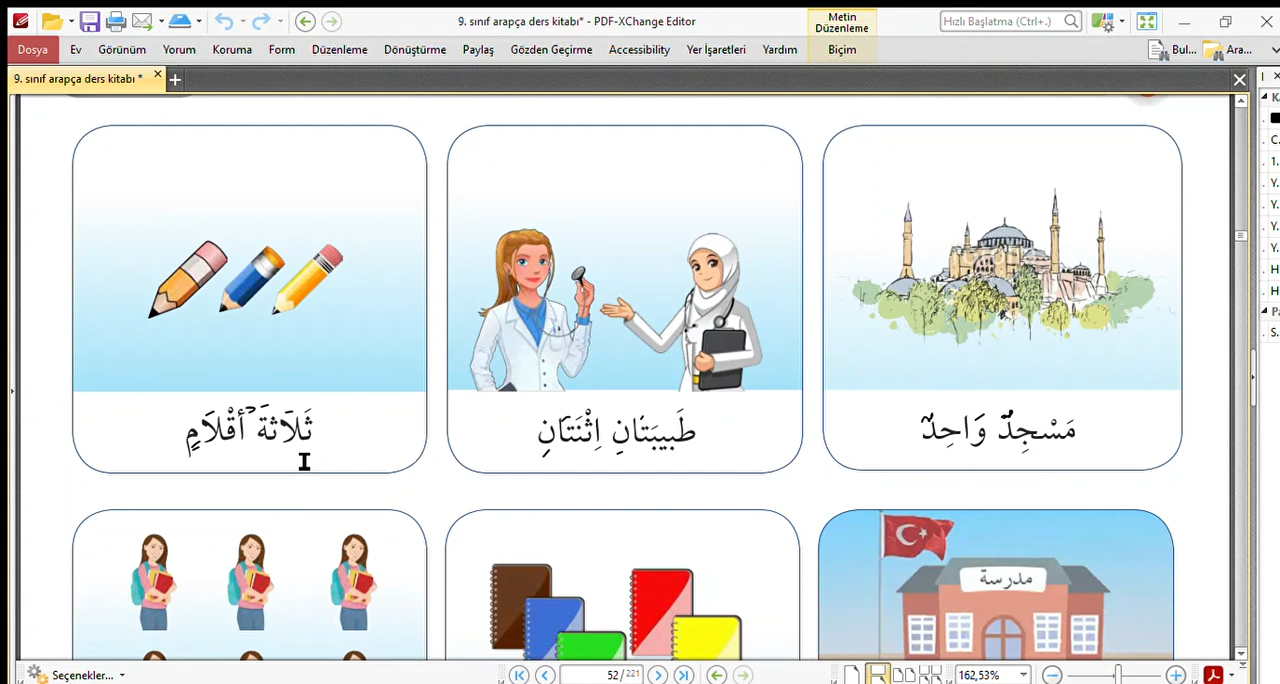 9. sınıf arapça ders kitabı* - PDF-XChange Editor
Metin Düzenleme
Hızlı Başlatma (Ctrl+.)
Dosya Ev Görünüm Yorum Koruma Form Düzenleme Dönüştürme Paylaş Gözden Geçirme Accessibility Yer İşaretleri Yardım Biçim Bul... Ara...
9. sınıf arapça ders kitabı *
مَسْجِدٌ وَاحِدٌ
طَبِيبَتَانِ اِثْنَتَانِ
ثَلَاثَةُ أَقْلَامٍ
مدرسة
Seçenekler...
52 / 221
162,53%